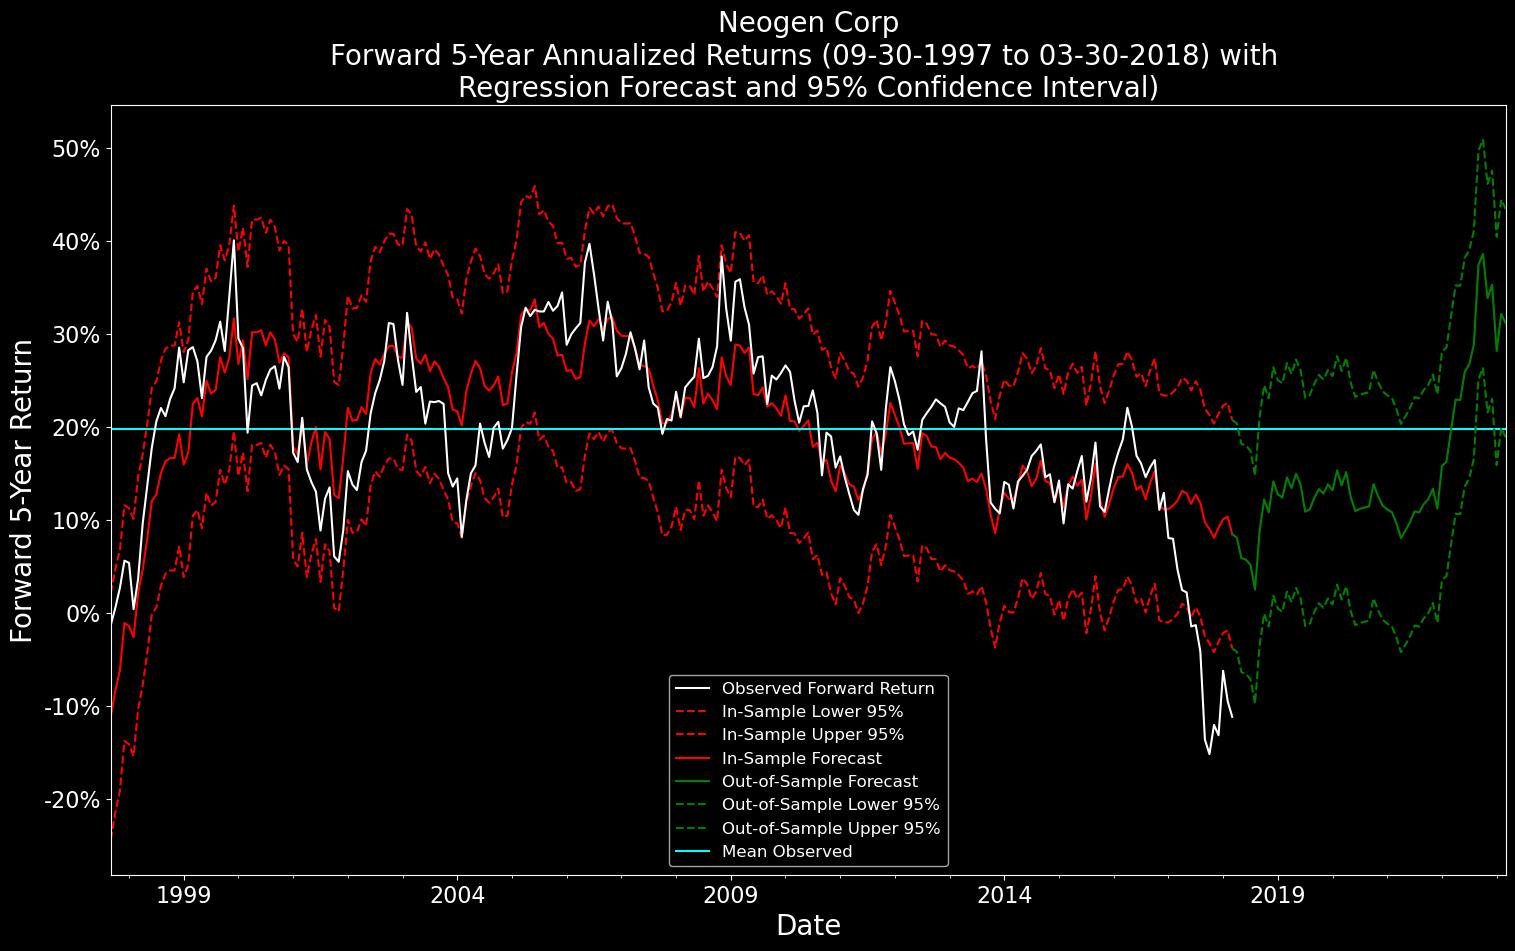 Neogen Corp
Forward 5-Year Annualized Returns (09-30-1997 to 03-30-2018) with
Regression Forecast and 95% Confidence Interval)
Forward 5-Year Return
50%
40%
30%
20%
10%
0%
-10%
-20%
Observed Forward Return
In-Sample Lower 95%
In-Sample Upper 95%
In-Sample Forecast
Out-of-Sample Forecast
Out-of-Sample Lower 95%
Out-of-Sample Upper 95%
Mean Observed
1999 2004 2009 2014 2019
Date